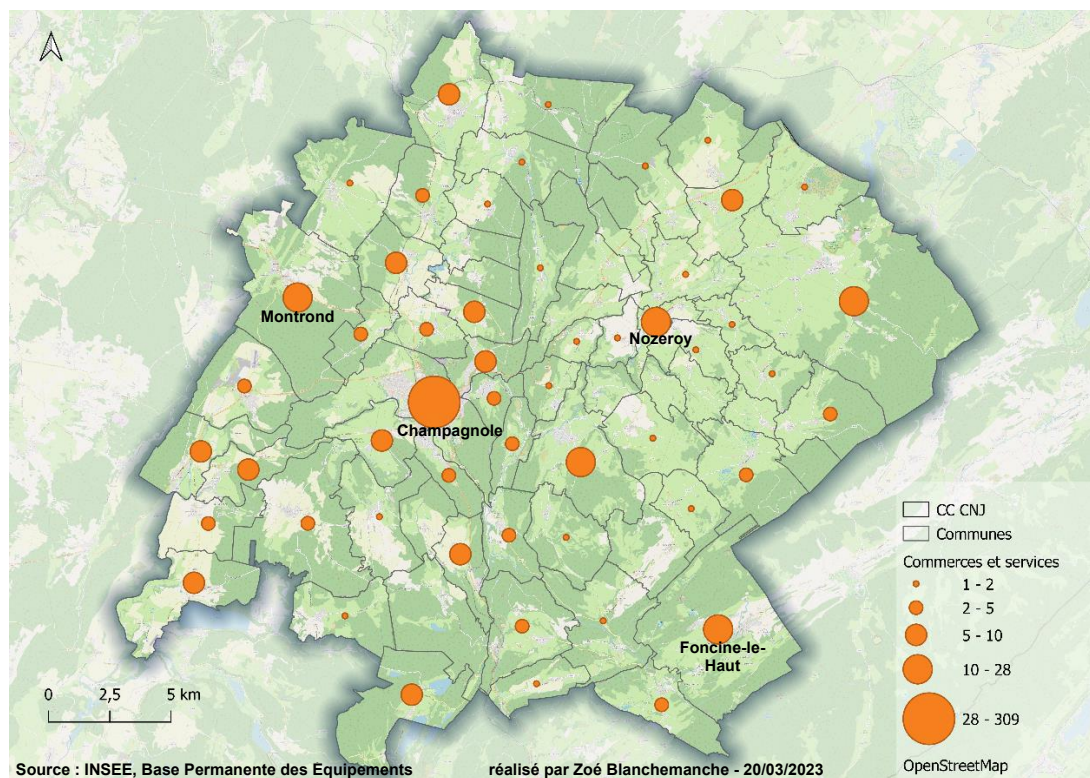 Montrond
Nozeroy
Champagnole
Foncine-le-
Haut
CC CNJ
Communes
Commerces et services
1 - 2
2 - 5
5 - 10
10 - 28
28 - 309
OpenStreetMap
0 2,5 5 km
Source : INSEE, Base Permanente des Equipements réalisé par Zoé Blanchemanche - 20/03/2023